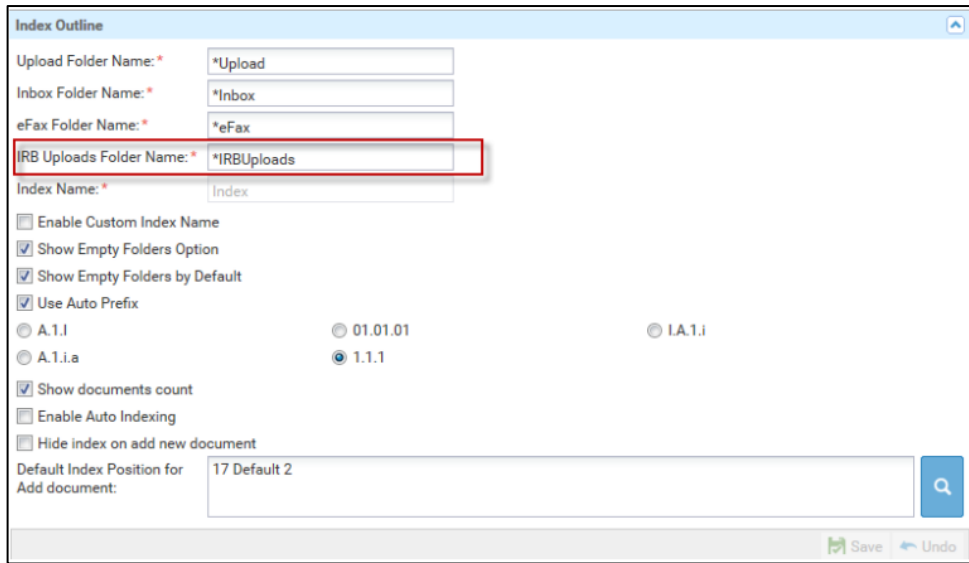 Index Outline
Upload Folder Name:* *Upload
Inbox Folder Name:* *Inbox
eFax Folder Name:* *eFax
IRB Uploads Folder Name:* *IRBUploads
Index Name:* Index
Enable Custom Index Name
Show Empty Folders Option
Show Empty Folders by Default
Use Auto Prefix
A.1.I 01.01.01 I.A.1.i
A.1.i.a 1.1.1
Show documents count
Enable Auto Indexing
Hide index on add new document
Default Index Position for 17 Default 2
Add document:
Save Undo